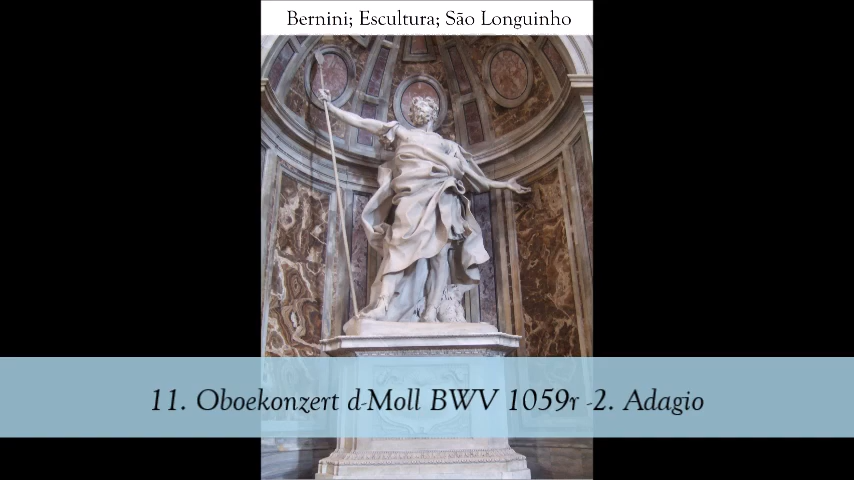 Bernini; Escultura; São Longuinho
11. Oboekonzert d-Moll BWV 1059r -2. Adagio